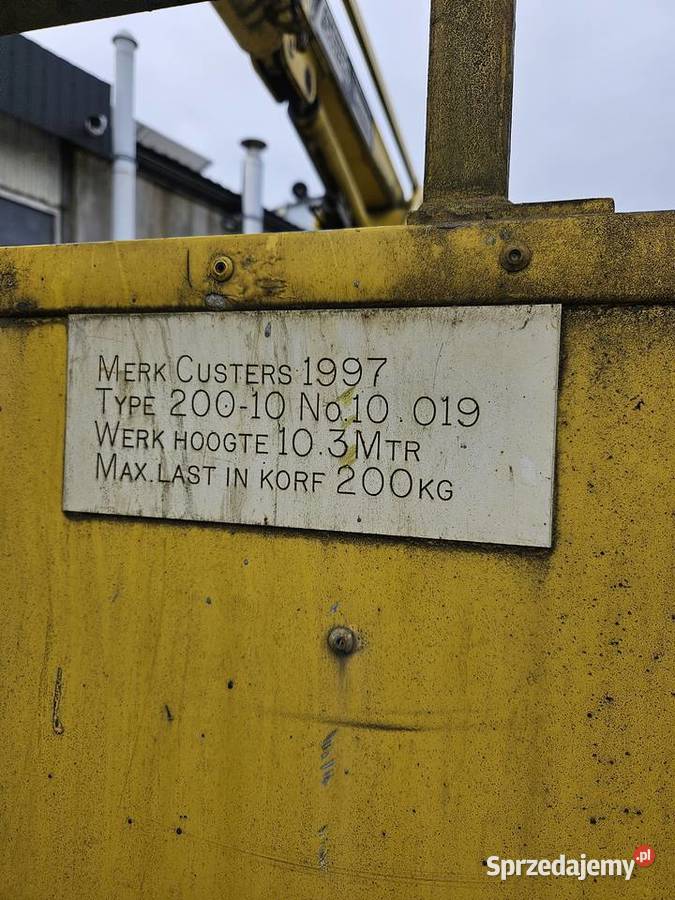 Merk Custers 1997
Type 200-10 No.10.019
Werk hoogte 10.3Mtr
Max.last in korf 200kg
Sprzedajemy.pl